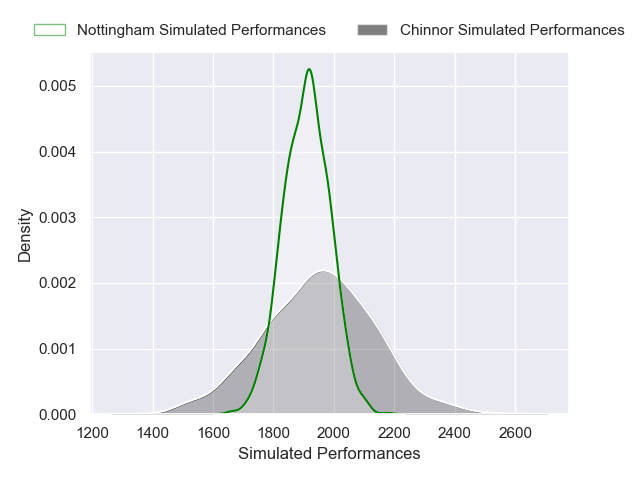 Nottingham Simulated Performances Chinnor Simulated Performances
0.005
0.004
0.003
0.002
0.001
0.000
Density
1200 1400 1600 1800 2000 2200 2400 2600
Simulated Performances